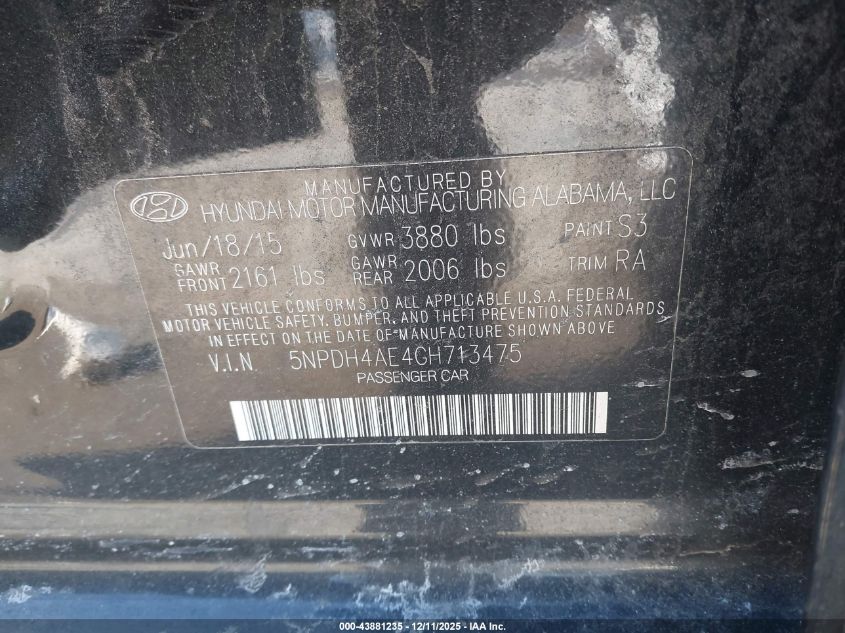 MANUFACTURED BY
HYUNDAI MOTOR MANUFACTURING ALABAMA, LLC
Jun/18/15 GVWR 3880 lbs PAINT S3
GAWR FRONT 2161 lbs GAWR REAR 2006 lbs TRIM RA
THIS VEHICLE CONFORMS TO ALL APPLICABLE U.S.A. FEDERAL
MOTOR VEHICLE SAFETY, BUMPER, AND THEFT PREVENTION STANDARDS
IN EFFECT ON THE DATE OF MANUFACTURE SHOWN ABOVE
V.I.N. 5NPDH4AE4GH713475
PASSENGER CAR
000-43881235 - 12/11/2025 - IAA Inc.